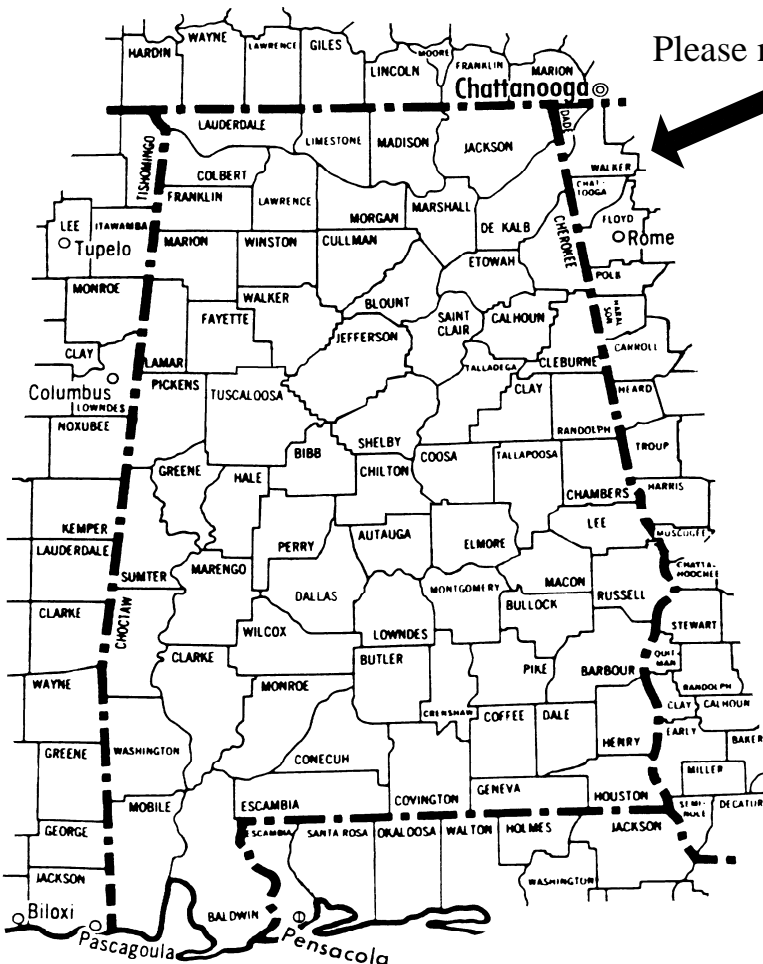 Please
WAYNE
HARDIN
LAWRENCE
GILES
MOORE
LINCOLN
FRANKLIN
MARION
Chattanooga
LAUDERDALE
LIMESTONE
MADISON
JACKSON
DADE
TISHOMINGO
COLBERT
WALKER
FRANKLIN
LAWRENCE
MORGAN
MARSHALL
DE KALB
CHEROKEE
CHAT-
TOOGA
FLOYD
Rome
LEE
ITAWAMBA
Tupelo
MARION
WINSTON
CULLMAN
ETOWAH
POLK
MONROE
WALKER
FAYETTE
BLOUNT
JEFFERSON
SAINT
CLAIR
CALHOUN
HARAL
SON
CARROLL
CLAY
LAMAR
TALLADEGA
CLEBURNE
Columbus
PICKENS
TUSCALOOSA
CLAY
HEARD
LOWNDES
NOXUBEE
RANDOLPH
TROUP
GREENE
HALE
BIBB
SHELBY
CHILTON
COOSA
TALLAPOOSA
CHAMBERS
HARRIS
KEMPER
LEE
MUSCOGEE
LAUDERDALE
PERRY
AUTAUGA
ELMORE
SUMTER
MARENGO
MACON
CHATTA-
HOOCHEE
DALLAS
MONTGOMERY
BULLOCK
RUSSELL
CLARKE
CHOCTAW
WILCOX
LOWNDES
STEWART
CLARKE
BUTLER
PIKE
BARBOUR
QUIT-
MAN
WAYNE
MONROE
RANDOLPH
CRENSHAW
COFFEE
DALE
CLAY
CALHOUN
GREENE
WASHINGTON
CONECUH
HENRY
EARLY
BAKER
MILLER
MOBILE
ESCAMBIA
COVINGTON
GENEVA
HOUSTON
SEMI-
NOLE
DECATUR
GEORGE
ESCAMBIA
SANTA ROSA
OKALOOSA
WALTON
HOLMES
JACKSON
JACKSON
WASHINGTON
Biloxi
BALDWIN
Pascagoula
Pensacola